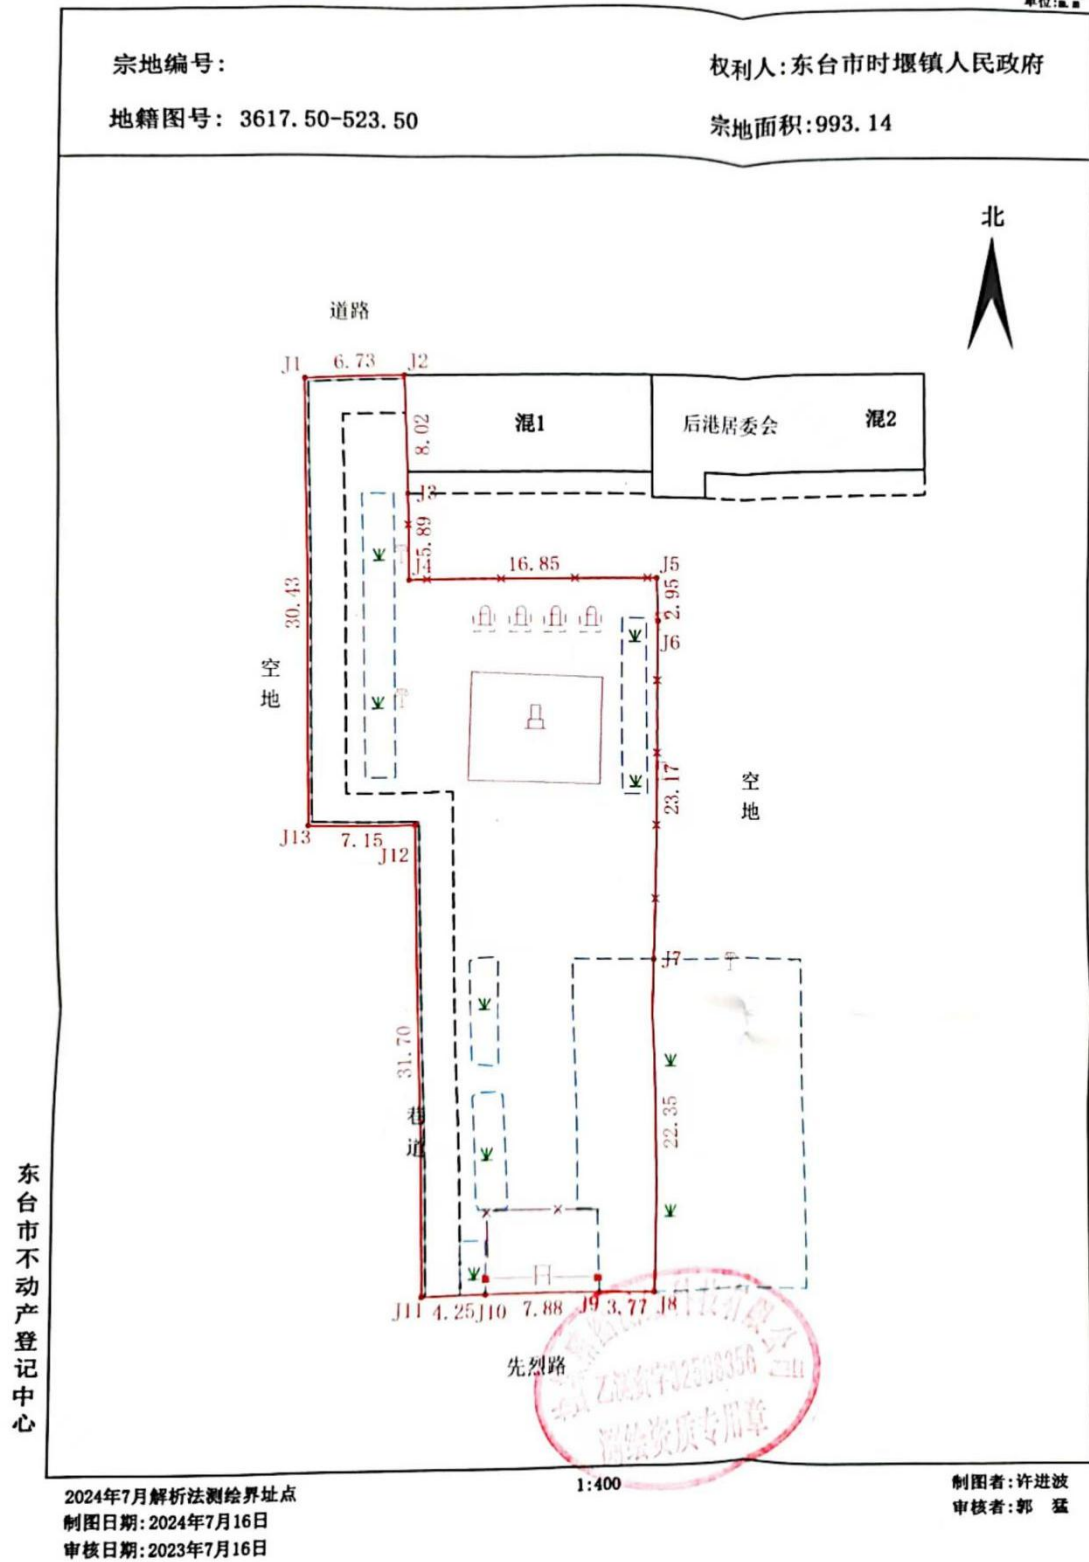 宗地编号:
权利人:东台市时堰镇人民政府
地籍图号: 3617.50-523.50
宗地面积:993.14
北
道路
J1
6.73
J2
8.02
混1
后港居委会
混2
J3
5.89
J4
16.85
J5
2.95
J6
30.43
空地
23.17
空地
J13
7.15
J12
J7
31.70
巷道
22.35
J11
4.25
J10
7.88
J9
3.77
J8
先烈路
测绘资质专用章
东台市不动产登记中心
2024年7月解析法测绘界址点
1:400
制图者:许进波
制图日期:2024年7月16日
审核者:郭 猛
审核日期:2023年7月16日